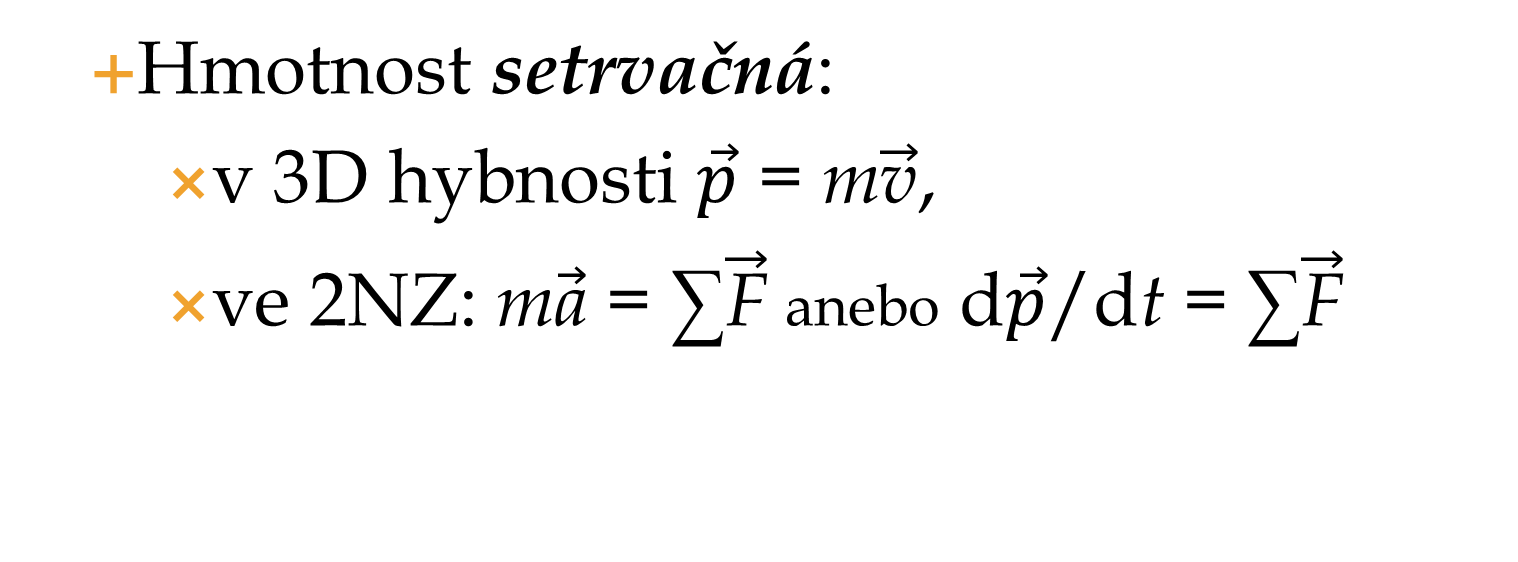 +Hmotnost setrvačná:
×v 3D hybnosti p⃗ = mv⃗,
×ve 2NZ: ma⃗ = ∑F⃗ anebo dp⃗/dt = ∑F⃗